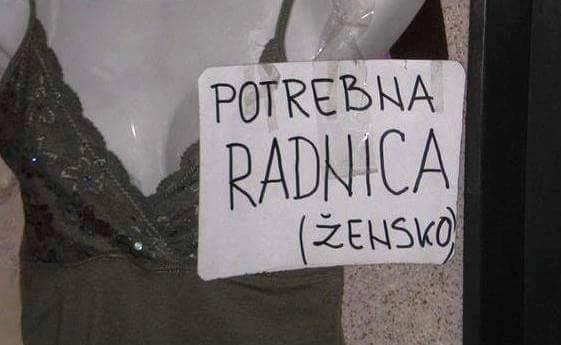 POTREBNA
RADNICA
(ŽENSKO)